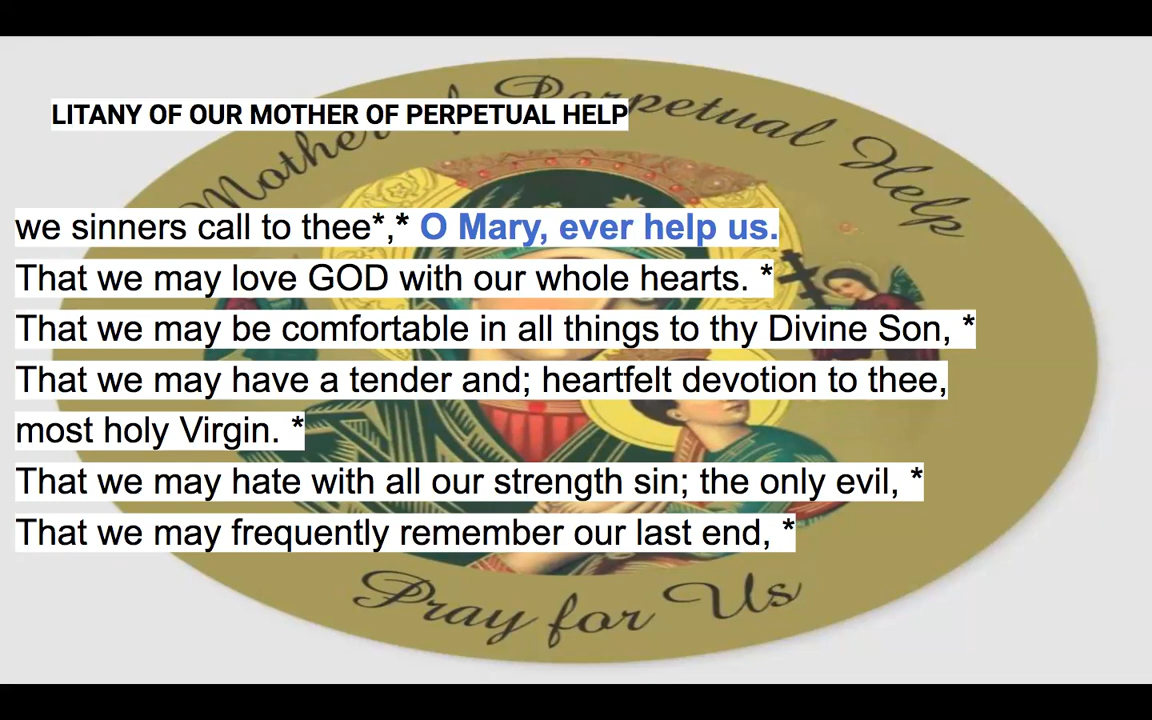 Mother of Perpetual Help
LITANY OF OUR MOTHER OF PERPETUAL HELP
we sinners call to thee*,* O Mary, ever help us.
That we may love GOD with our whole hearts. *
That we may be comfortable in all things to thy Divine Son, *
That we may have a tender and; heartfelt devotion to thee,
most holy Virgin. *
That we may hate with all our strength sin; the only evil, *
That we may frequently remember our last end, *
Pray for Us